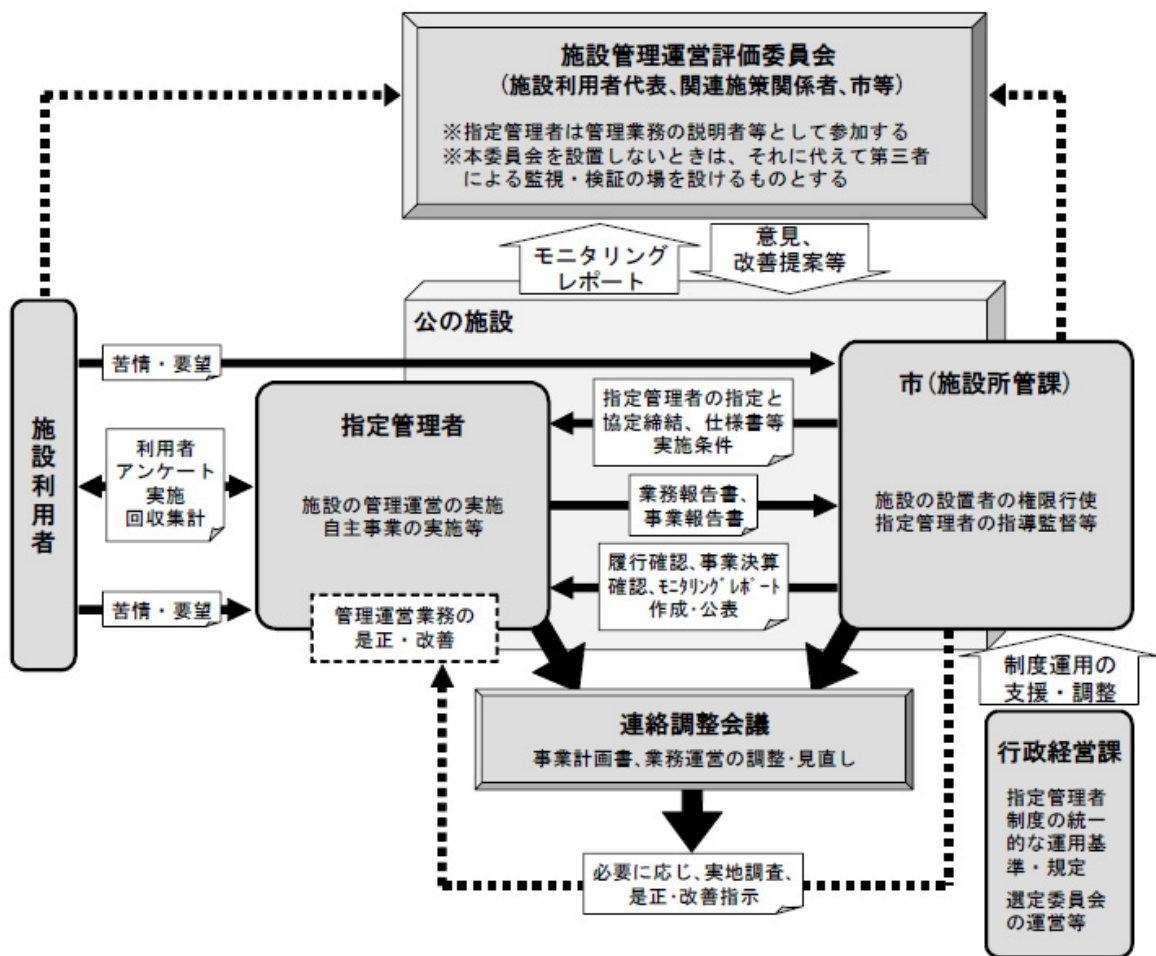 施設管理運営評価委員会
(施設利用者代表、関連施策関係者、市等)
※指定管理者は管理業務の説明者等として参加する
※本委員会を設置しないときは、それに代えて第三者
による監視・検証の場を設けるものとする
モニタリング
レポート
意見、
改善提案等
公の施設
施設利用者
苦情・要望
利用者
アンケート
実施
回収集計
苦情・要望
指定管理者
施設の管理運営の実施
自主事業の実施等
管理運営業務の
是正・改善
指定管理者の指定と
協定締結、仕様書等
実施条件
業務報告書、
事業報告書
履行確認、事業決算
確認、ﾓﾆﾀﾘﾝｸﾞﾚﾎﾟｰﾄ
作成・公表
市(施設所管課)
施設の設置者の権限行使
指定管理者の指導監督等
連絡調整会議
事業計画書、業務運営の調整・見直し
必要に応じ、実地調査、
是正・改善指示
制度運用の
支援・調整
行政経営課
指定管理者
制度の統一
的な運用基
準・規定
選定委員会
の運営等